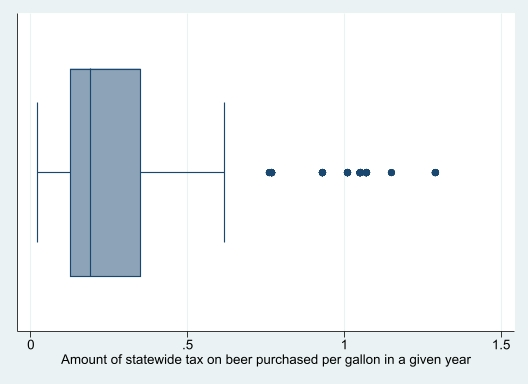 0 .5 1 1.5
Amount of statewide tax on beer purchased per gallon in a given year